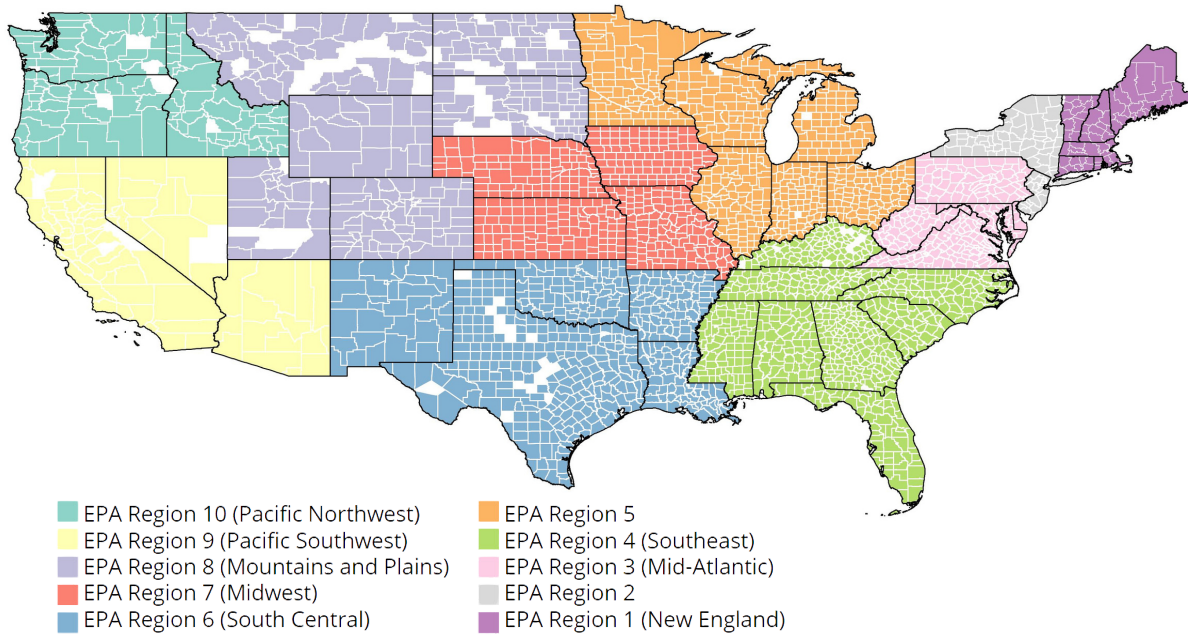 EPA Region 10 (Pacific Northwest)
EPA Region 9 (Pacific Southwest)
EPA Region 8 (Mountains and Plains)
EPA Region 7 (Midwest)
EPA Region 6 (South Central)
EPA Region 5
EPA Region 4 (Southeast)
EPA Region 3 (Mid-Atlantic)
EPA Region 2
EPA Region 1 (New England)